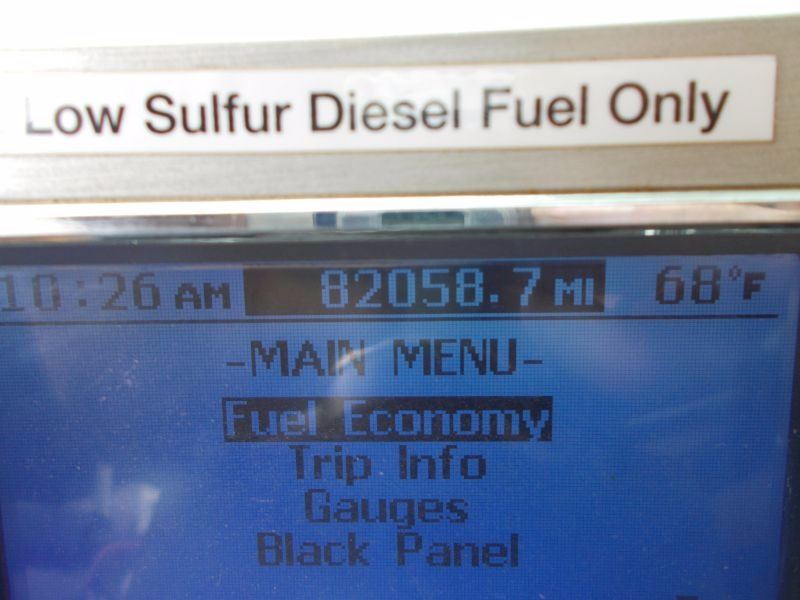 Low Sulfur Diesel Fuel Only
10:26 AM 82058.7 MI 68°F
-MAIN MENU-
Fuel Economy
Trip Info
Gauges
Black Panel